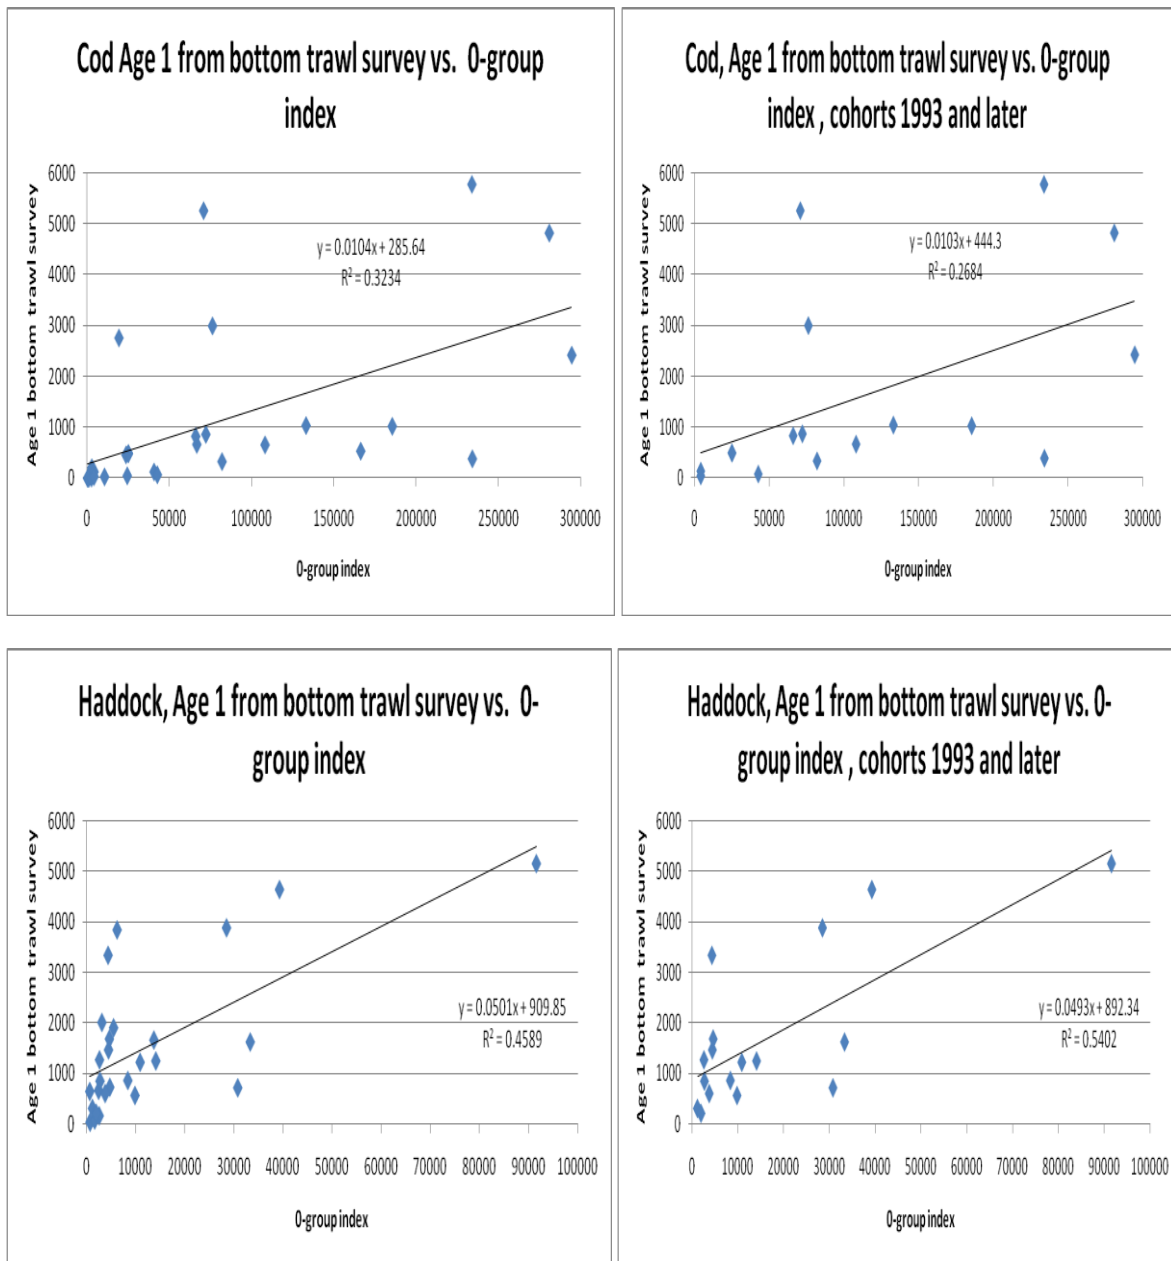 Cod Age 1 from bottom trawl survey vs. 0-group
index
Age 1 bottom trawl survey
6000
5000
4000
3000
2000
1000
0
y = 0.0104x + 285.64
R² = 0.3234
0 50000 100000 150000 200000 250000 300000
0-group index
Cod, Age 1 from bottom trawl survey vs. 0-group
index , cohorts 1993 and later
Age 1 bottom trawl survey
6000
5000
4000
3000
2000
1000
0
y = 0.0103x + 444.3
R² = 0.2684
0 50000 100000 150000 200000 250000 300000
0-group index
Haddock, Age 1 from bottom trawl survey vs. 0-
group index
Age 1 bottom trawl survey
6000
5000
4000
3000
2000
1000
0
y = 0.0501x + 909.85
R² = 0.4589
0 10000 20000 30000 40000 50000 60000 70000 80000 90000 100000
0-group index
Haddock, Age 1 from bottom trawl survey vs. 0-
group index , cohorts 1993 and later
Age 1 bottom trawl survey
6000
5000
4000
3000
2000
1000
0
y = 0.0493x + 892.34
R² = 0.5402
0 10000 20000 30000 40000 50000 60000 70000 80000 90000 100000
0-group index